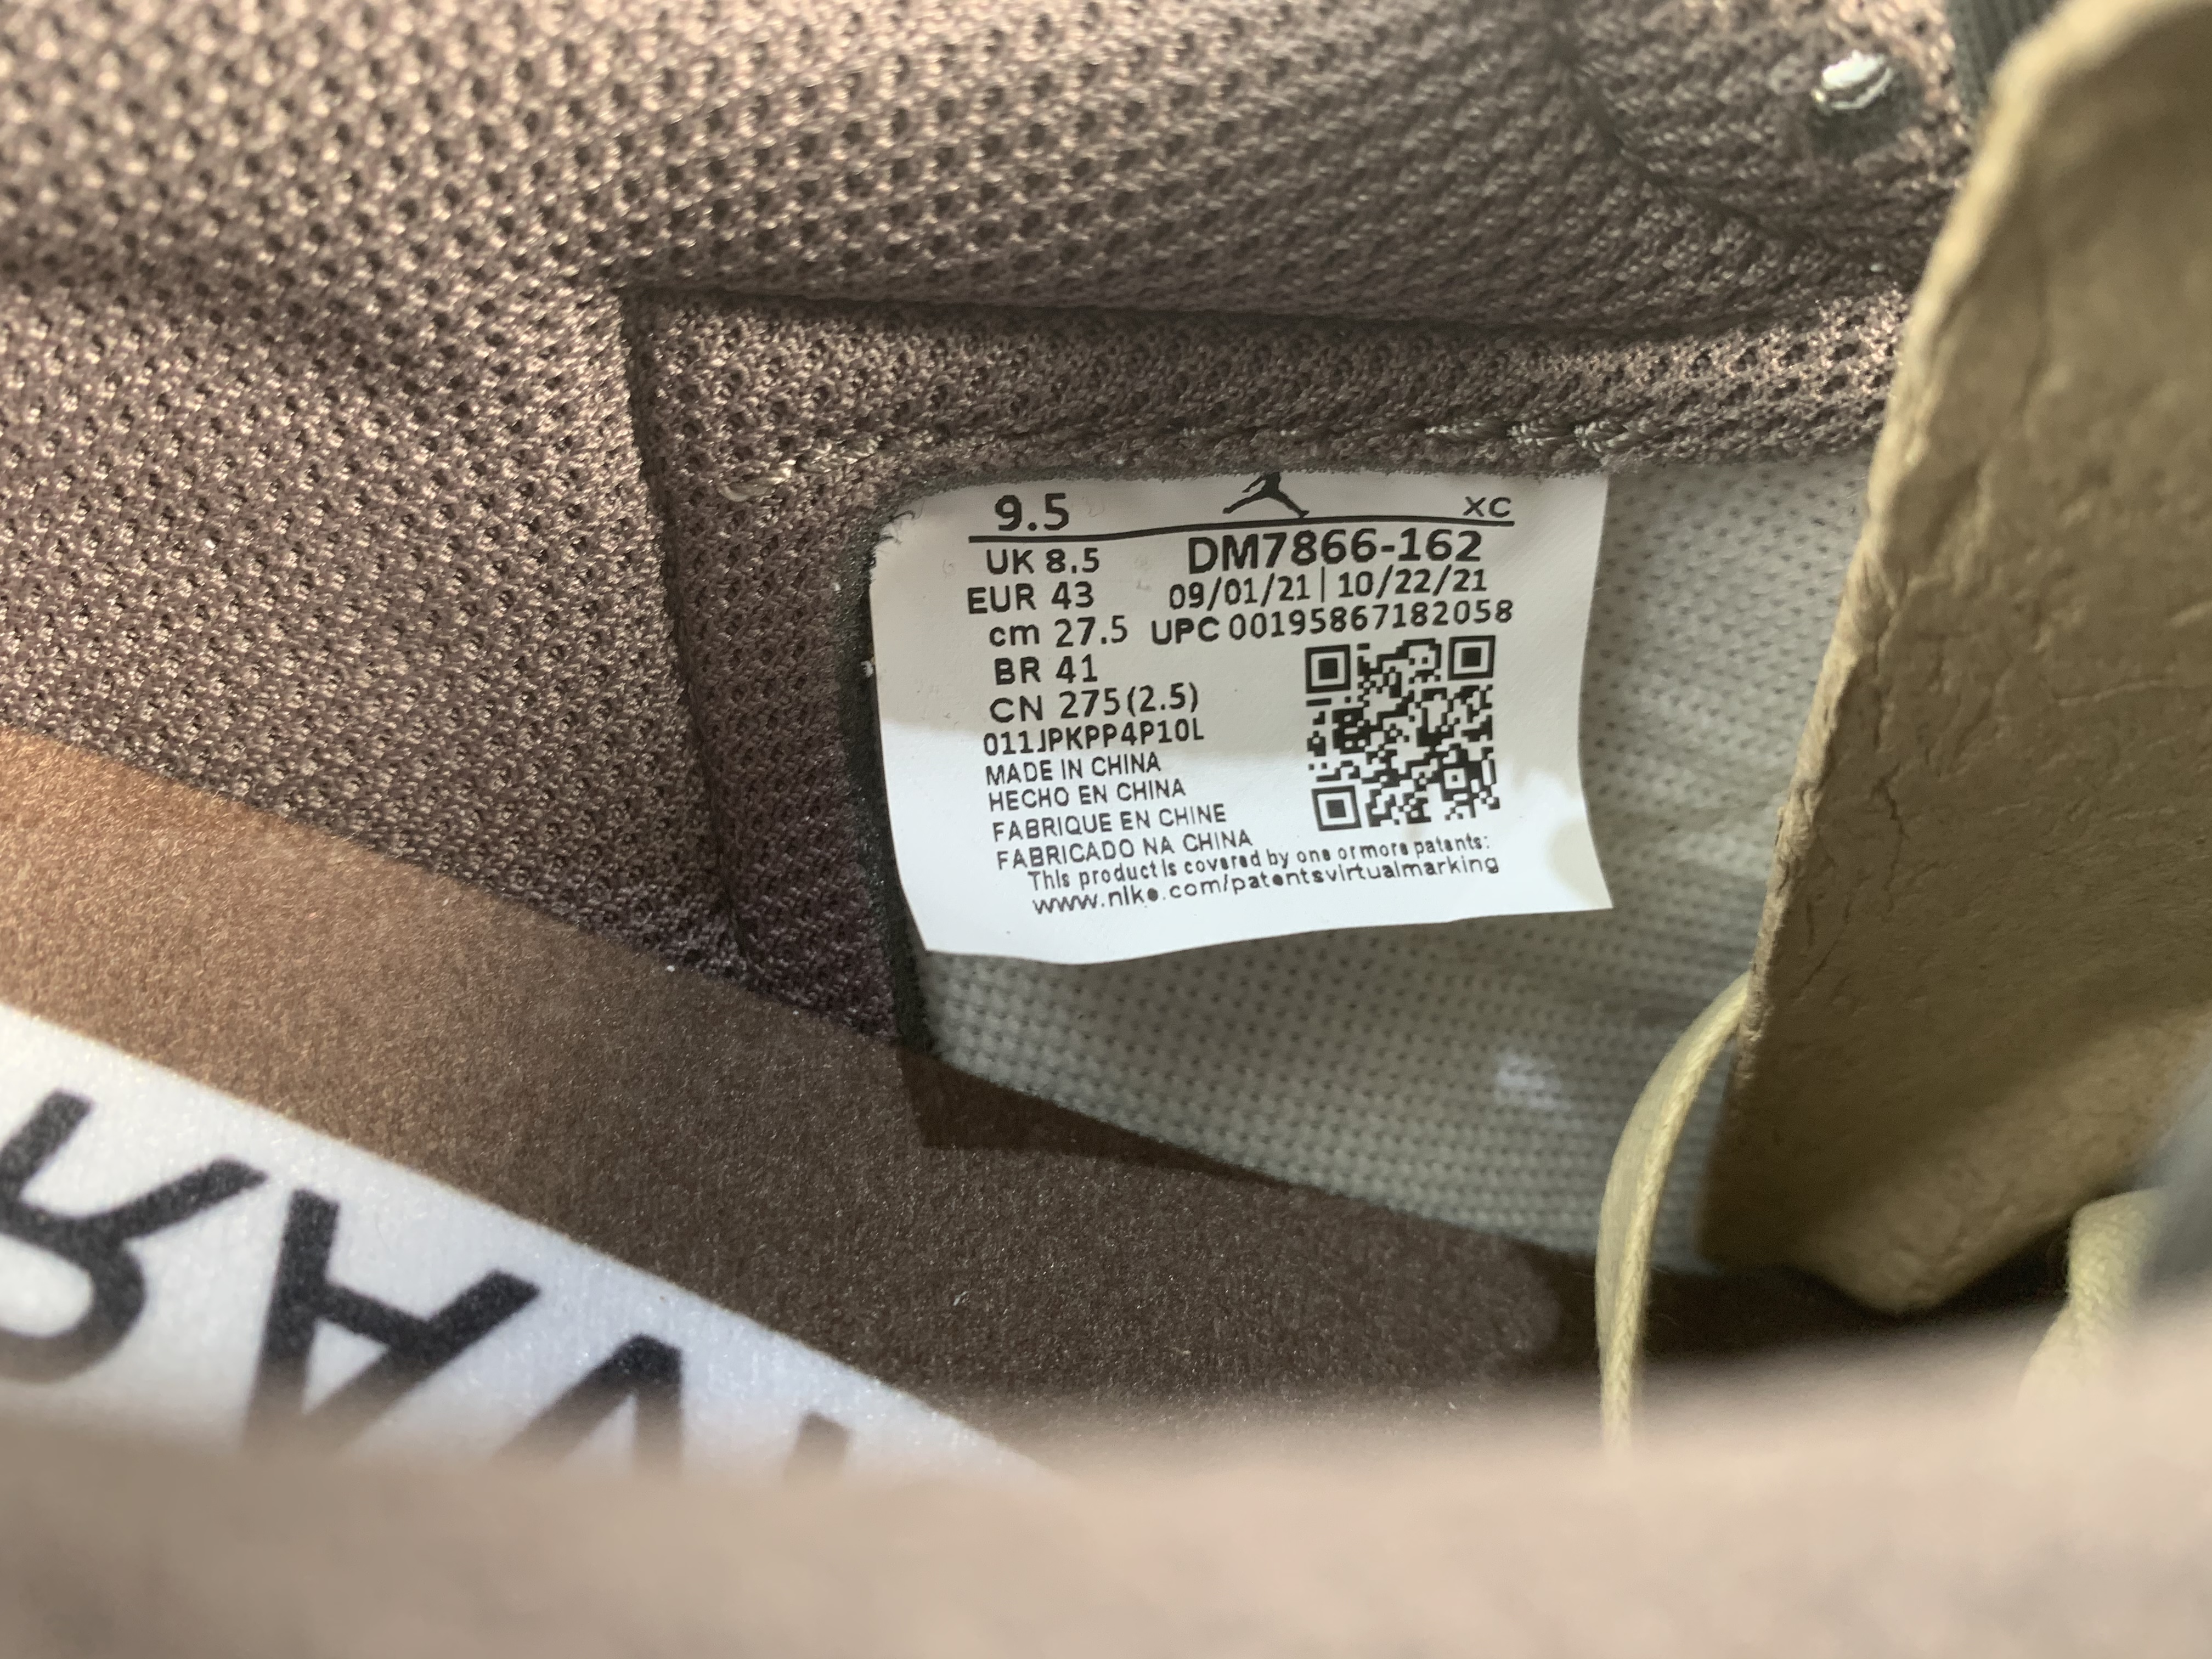 9.5 XC
UK 8.5 DM7866-162
EUR 43 09/01/21 | 10/22/21
cm 27.5 UPC 00195867182058
BR 41
CN 275(2.5)
011JPKPP4P10L
MADE IN CHINA
HECHO EN CHINA
FABRIQUE EN CHINE
FABRICADO NA CHINA
This product is covered by one or more patents:
www.nike.com/patentsvirtualmarking